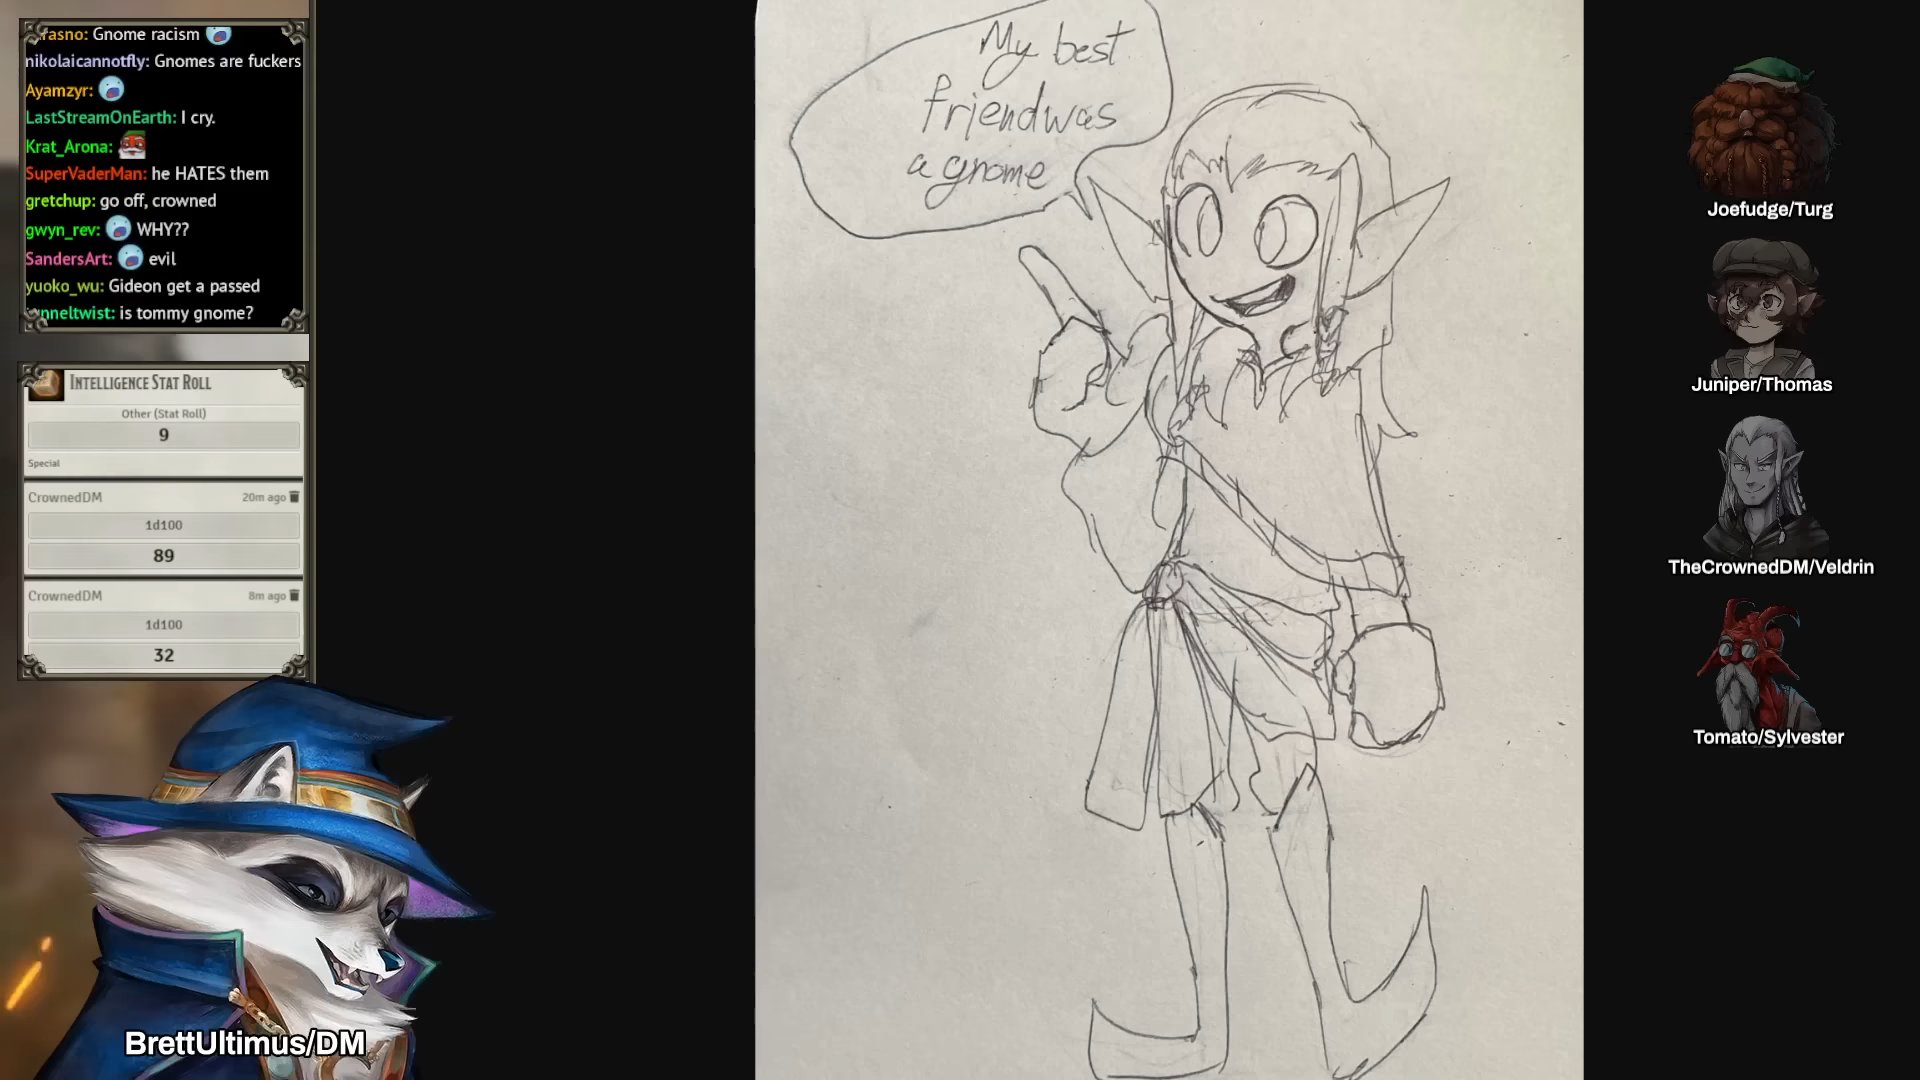 rasno: Gnome racism
nikolaicannotfly: Gnomes are fuckers
Ayamzyr:
LastStreamOnEarth: I cry.
Krat_Arona:
SuperVaderMan: he HATES them
gretchup: go off, crowned
gwyn_rev: WHY??
SandersArt: evil
yuoko_wu: Gideon get a passed
nneltwist: is tommy gnome?
INTELLIGENCE STAT ROLL
Other (Stat Roll)
9
Special
CrownedDM 20m ago
1d100
89
CrownedDM 8m ago
1d100
32
BrettUltimus/DM
My best
friend was
a gnome
Joefudge/Turg
Juniper/Thomas
TheCrownedDM/Veldrin
Tomato/Sylvester